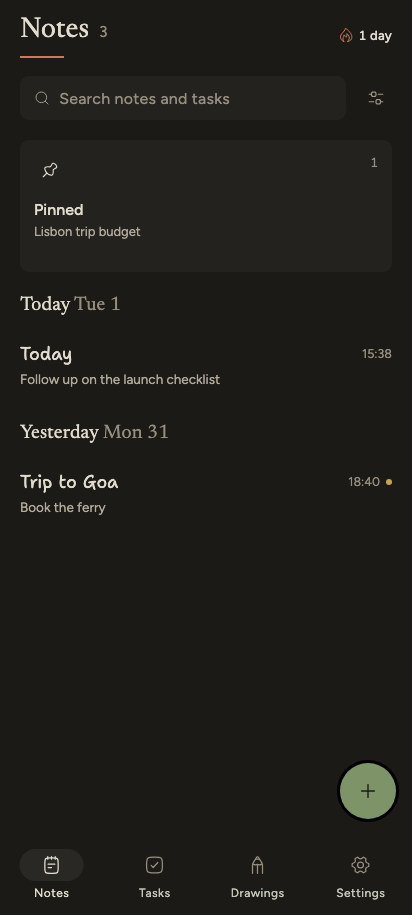 Notes 3
1 day
Search notes and tasks
1
Pinned
Lisbon trip budget
Today Tue 1
Today 15:38
Follow up on the launch checklist
Yesterday Mon 31
Trip to Goa 18:40
Book the ferry
Notes Tasks Drawings Settings